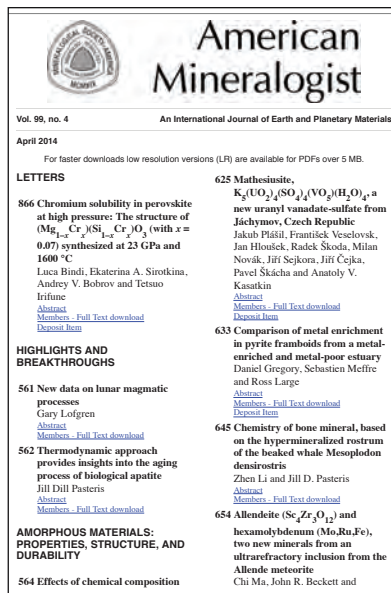 American
Mineralogist
Vol. 99, no. 4 An International Journal of Earth and Planetary Materials
April 2014
For faster downloads low resolution versions (LR) are available for PDFs over 5 MB.
LETTERS
866 Chromium solubility in perovskite
at high pressure: The structure of
(Mg₁₋ₓCrₓ)(Si₁₋ₓCrₓ)O₃ (with x =
0.07) synthesized at 23 GPa and
1600 °C
Luca Bindi, Ekaterina A. Sirotkina,
Andrey V. Bobrov and Tetsuo
Irifune
Abstract
Members - Full Text download
Deposit Item
HIGHLIGHTS AND
BREAKTHROUGHS
561 New data on lunar magmatic
processes
Gary Lofgren
Abstract
Members - Full Text download
562 Thermodynamic approach
provides insights into the aging
process of biological apatite
Jill Dill Pasteris
Abstract
Members - Full Text download
AMORPHOUS MATERIALS:
PROPERTIES, STRUCTURE, AND
DURABILITY
564 Effects of chemical composition
625 Mathesiusite,
K₅(UO₂)₄(SO₄)₄(VO₅)(H₂O)₄, a
new uranyl vanadate-sulfate from
Jáchymov, Czech Republic
Jakub Plášil, František Veselovsk,
Jan Hloušek, Radek Škoda, Milan
Novák, Jiří Sejkora, Jiří Čejka,
Pavel Škácha and Anatoly V.
Kasatkin
Abstract
Members - Full Text download
Deposit Item
633 Comparison of metal enrichment
in pyrite framboids from a metal-
enriched and metal-poor estuary
Daniel Gregory, Sebastien Meffre
and Ross Large
Abstract
Members - Full Text download
Deposit Item
645 Chemistry of bone mineral, based
on the hypermineralized rostrum
of the beaked whale Mesoplodon
densirostris
Zhen Li and Jill D. Pasteris
Abstract
Members - Full Text download
654 Allendeite (Sc₄Zr₃O₁₂) and
hexamolybdenum (Mo,Ru,Fe),
two new minerals from an
ultrarefractory inclusion from the
Allende meteorite
Chi Ma, John R. Beckett and